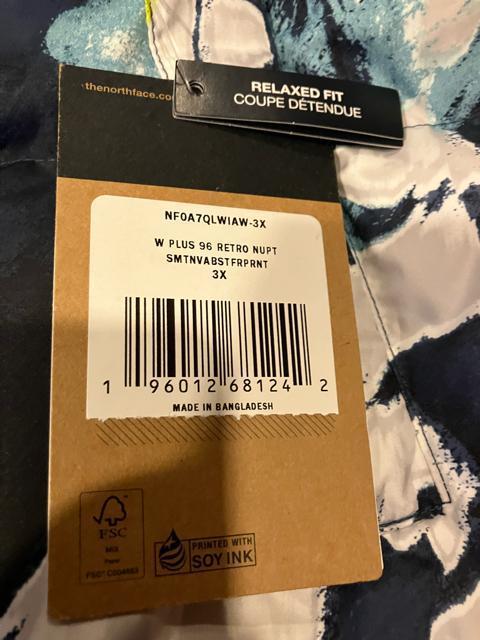 thenorthface.co
RELAXED FIT
COUPE DÉTENDUE
NF0A7QLWIAW-3X
W PLUS 96 RETRO NUPT
SMTNVABSTFRPRNT
3X
1 96012 68124 2
MADE IN BANGLADESH
FSC
MIX
Paper
PRINTED WITH
SOY INK